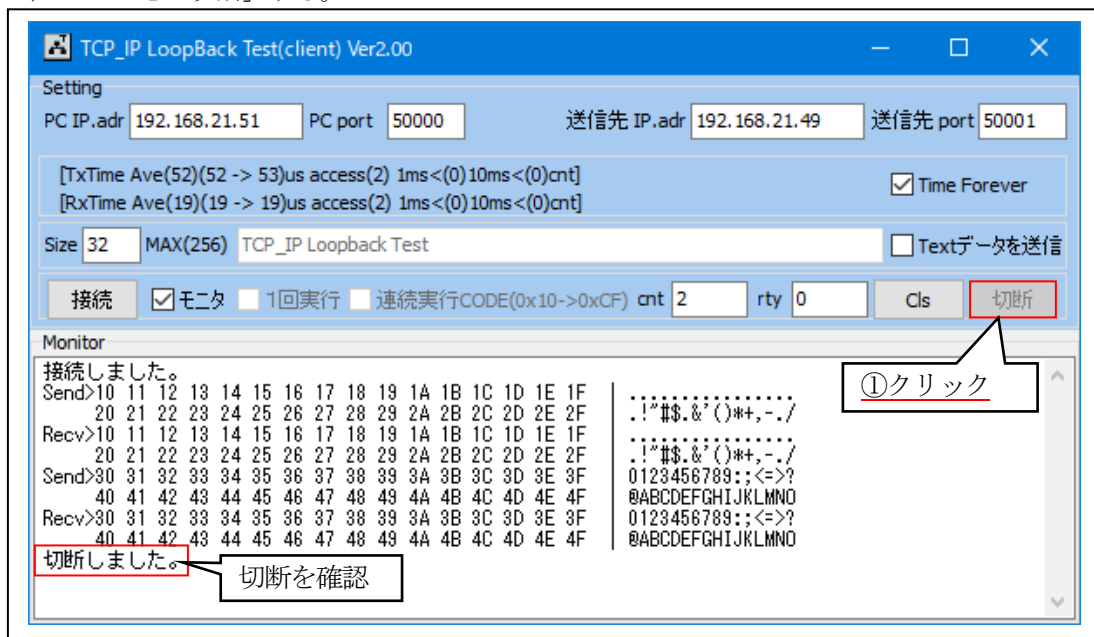 TCP_IP LoopBack Test(client) Ver2.00
Setting
PC IP.adr 192.168.21.51 PC port 50000 送信先 IP.adr 192.168.21.49 送信先 port 50001
[TxTime Ave(52)(52 -> 53)us access(2) 1ms<(0)10ms<(0)cnt]
[RxTime Ave(19)(19 -> 19)us access(2) 1ms<(0)10ms<(0)cnt]
Time Forever
Size 32 MAX(256) TCP_IP Loopback Test Textデータを送信
接続 モニタ 1回実行 連続実行CODE(0x10->0xCF) cnt 2 rty 0 Cls 切断
Monitor
①クリック
接続しました。
Send>10 11 12 13 14 15 16 17 18 19 1A 1B 1C 1D 1E 1F | ................
20 21 22 23 24 25 26 27 28 29 2A 2B 2C 2D 2E 2F | .!"#$.&'()*+,-./
Recv>10 11 12 13 14 15 16 17 18 19 1A 1B 1C 1D 1E 1F | ................
20 21 22 23 24 25 26 27 28 29 2A 2B 2C 2D 2E 2F | .!"#$.&'()*+,-./
Send>30 31 32 33 34 35 36 37 38 39 3A 3B 3C 3D 3E 3F | 0123456789:;<=>?
40 41 42 43 44 45 46 47 48 49 4A 4B 4C 4D 4E 4F | @ABCDEFGHIJKLMNO
Recv>30 31 32 33 34 35 36 37 38 39 3A 3B 3C 3D 3E 3F | 0123456789:;<=>?
40 41 42 43 44 45 46 47 48 49 4A 4B 4C 4D 4E 4F | @ABCDEFGHIJKLMNO
切断しました。
切断を確認